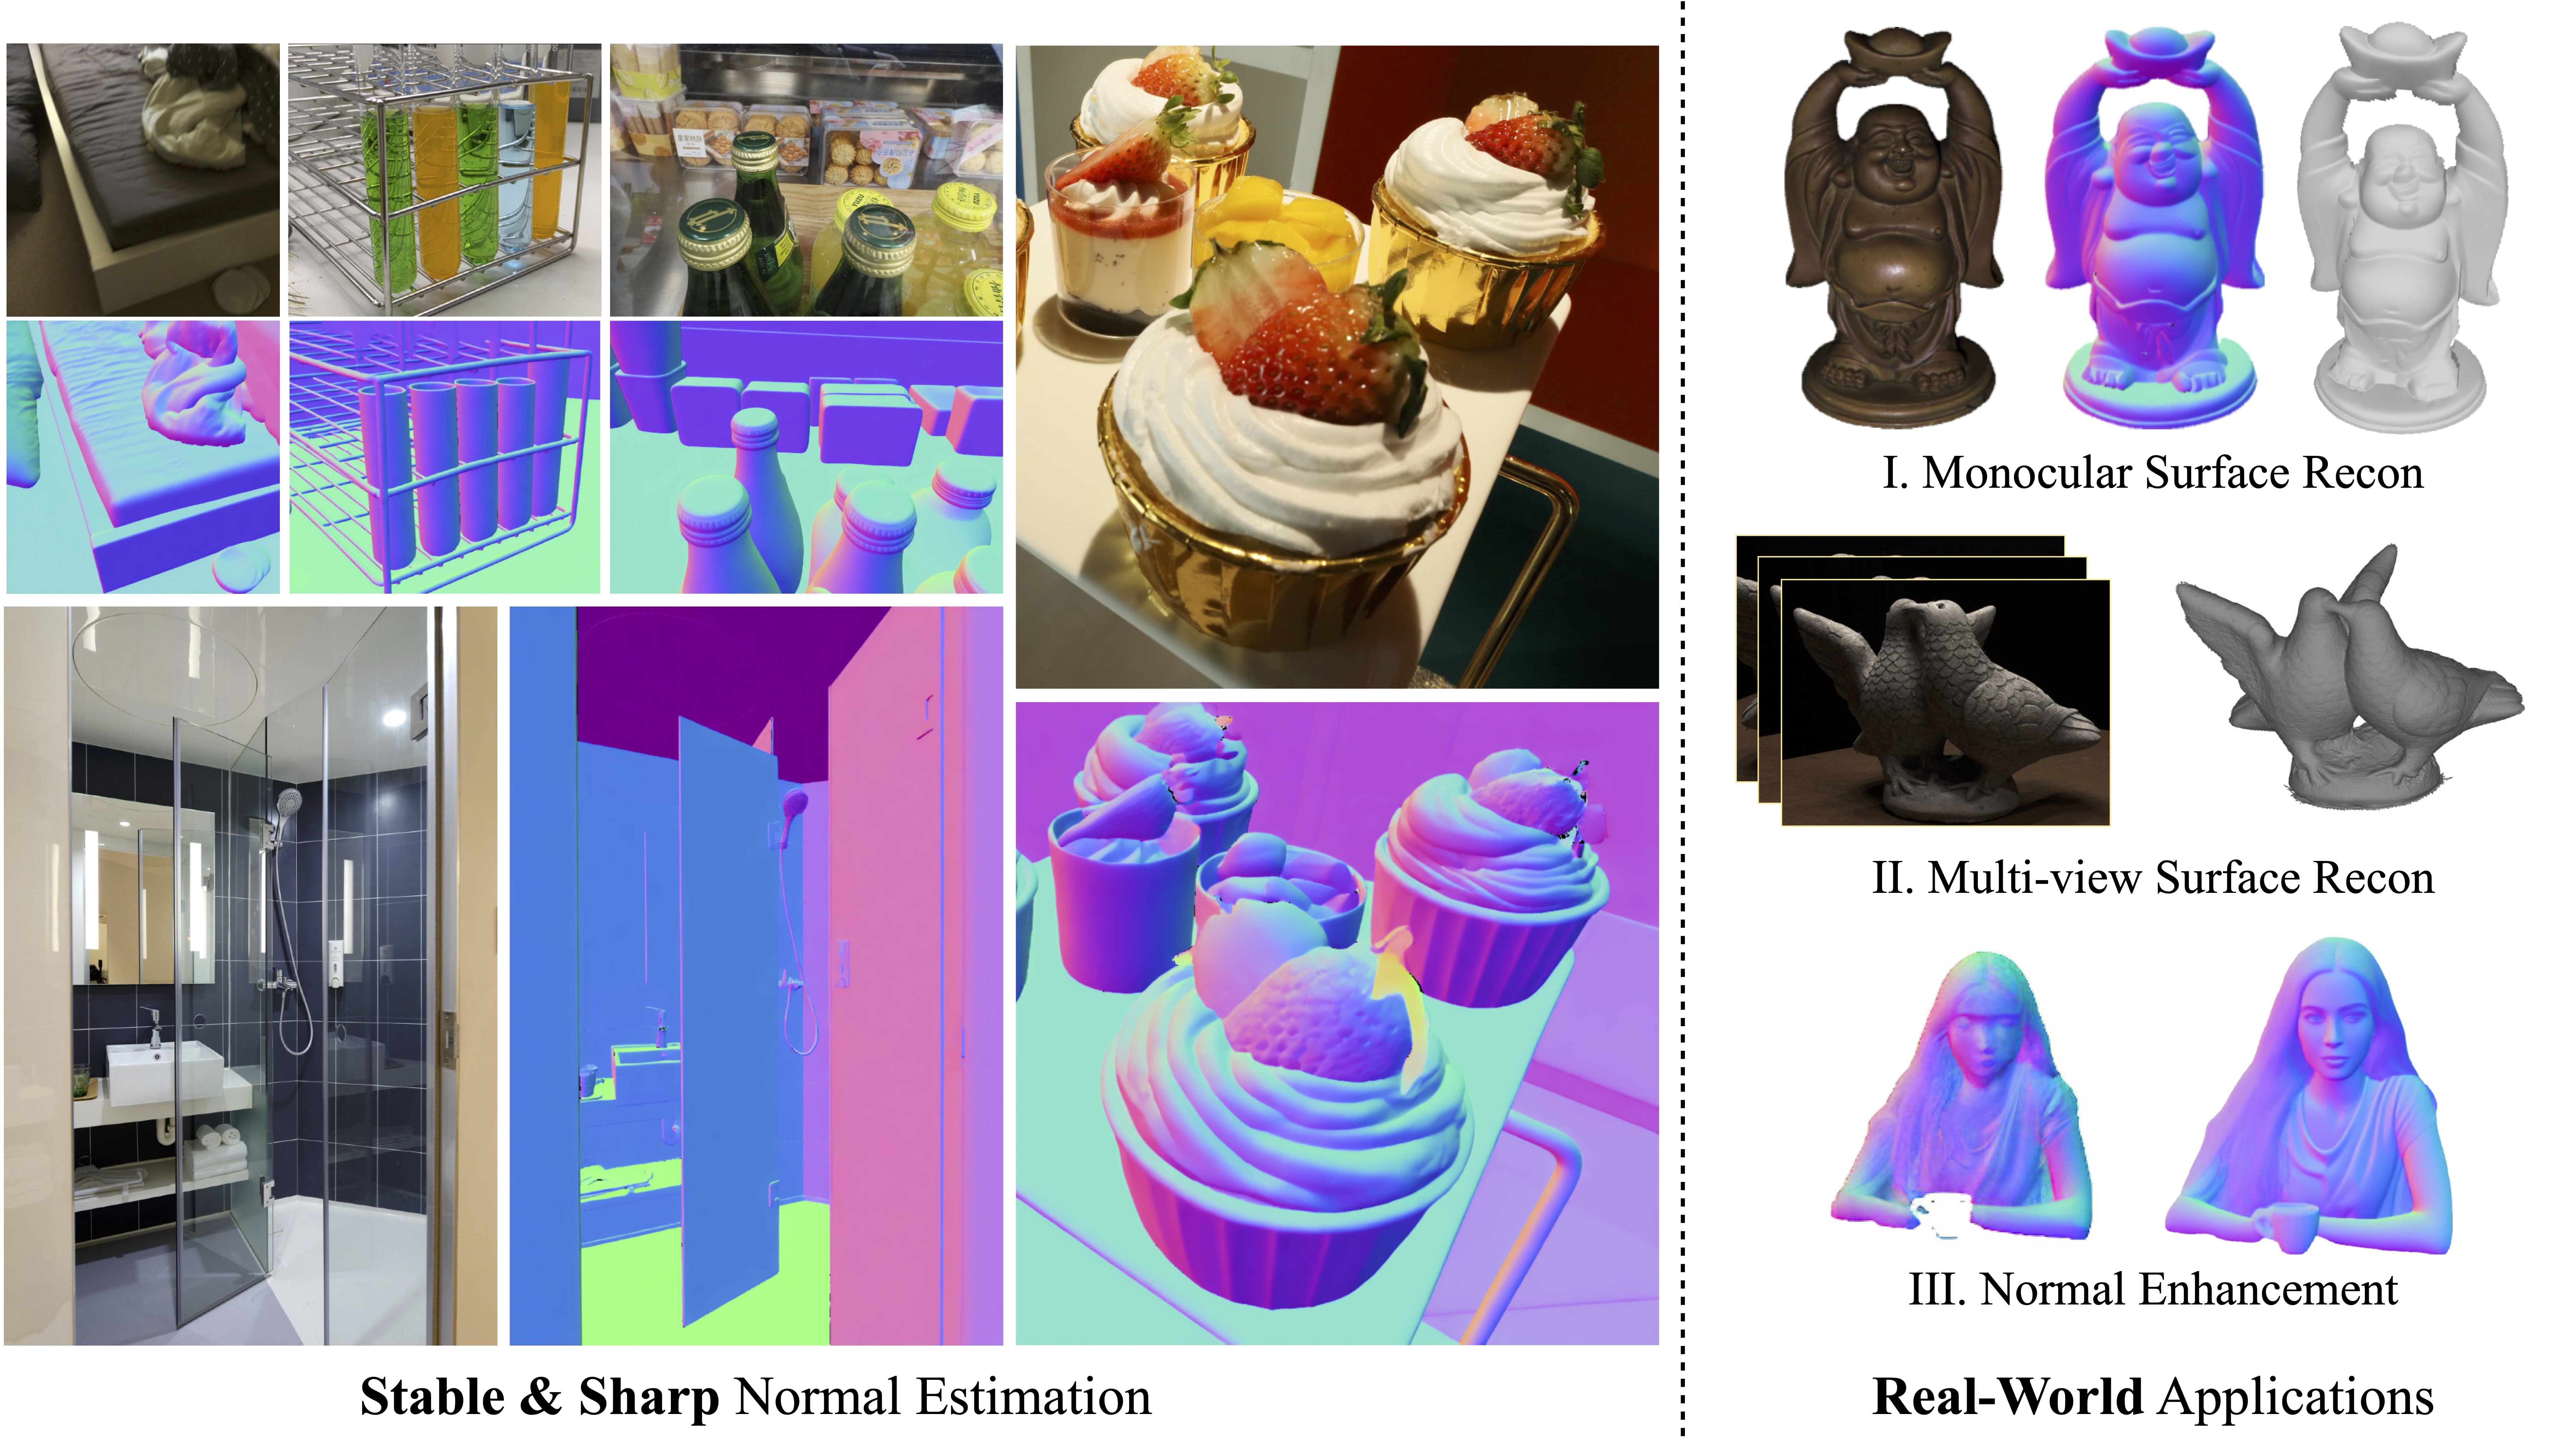 I. Monocular Surface Recon
II. Multi-view Surface Recon
III. Normal Enhancement
Stable & Sharp Normal Estimation
Real-World Applications